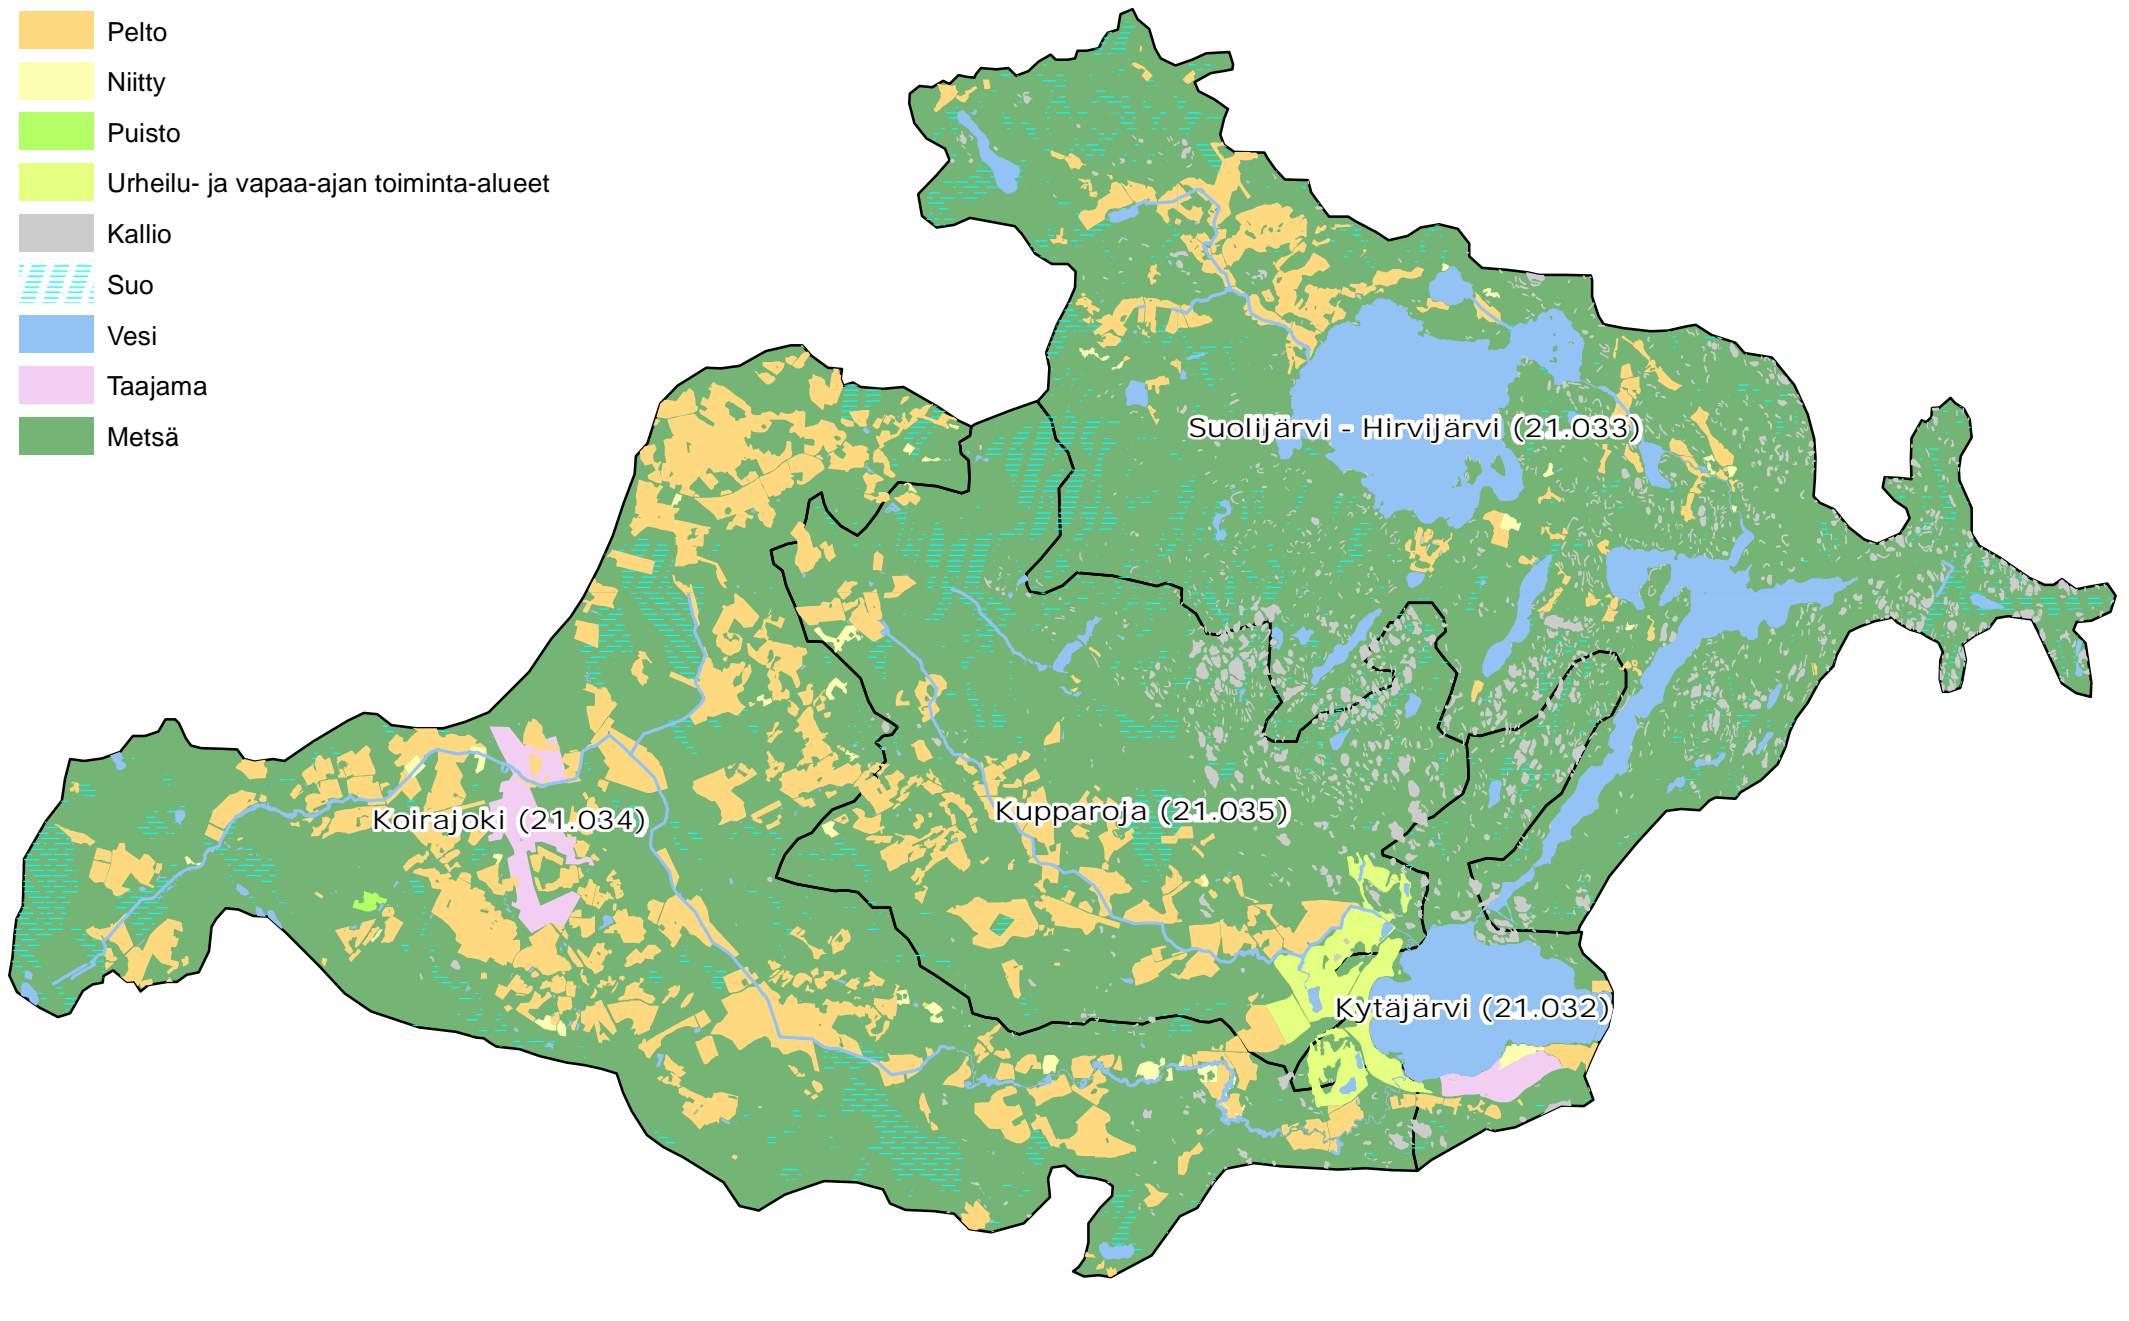 Pelto
Niitty
Puisto
Urheilu- ja vapaa-ajan toiminta-alueet
Kallio
Suo
Vesi
Taajama
Metsä
Suolijärvi - Hirvijärvi (21.033)
Koirajoki (21.034)
Kupparoja (21.035)
Kytäjärvi (21.032)